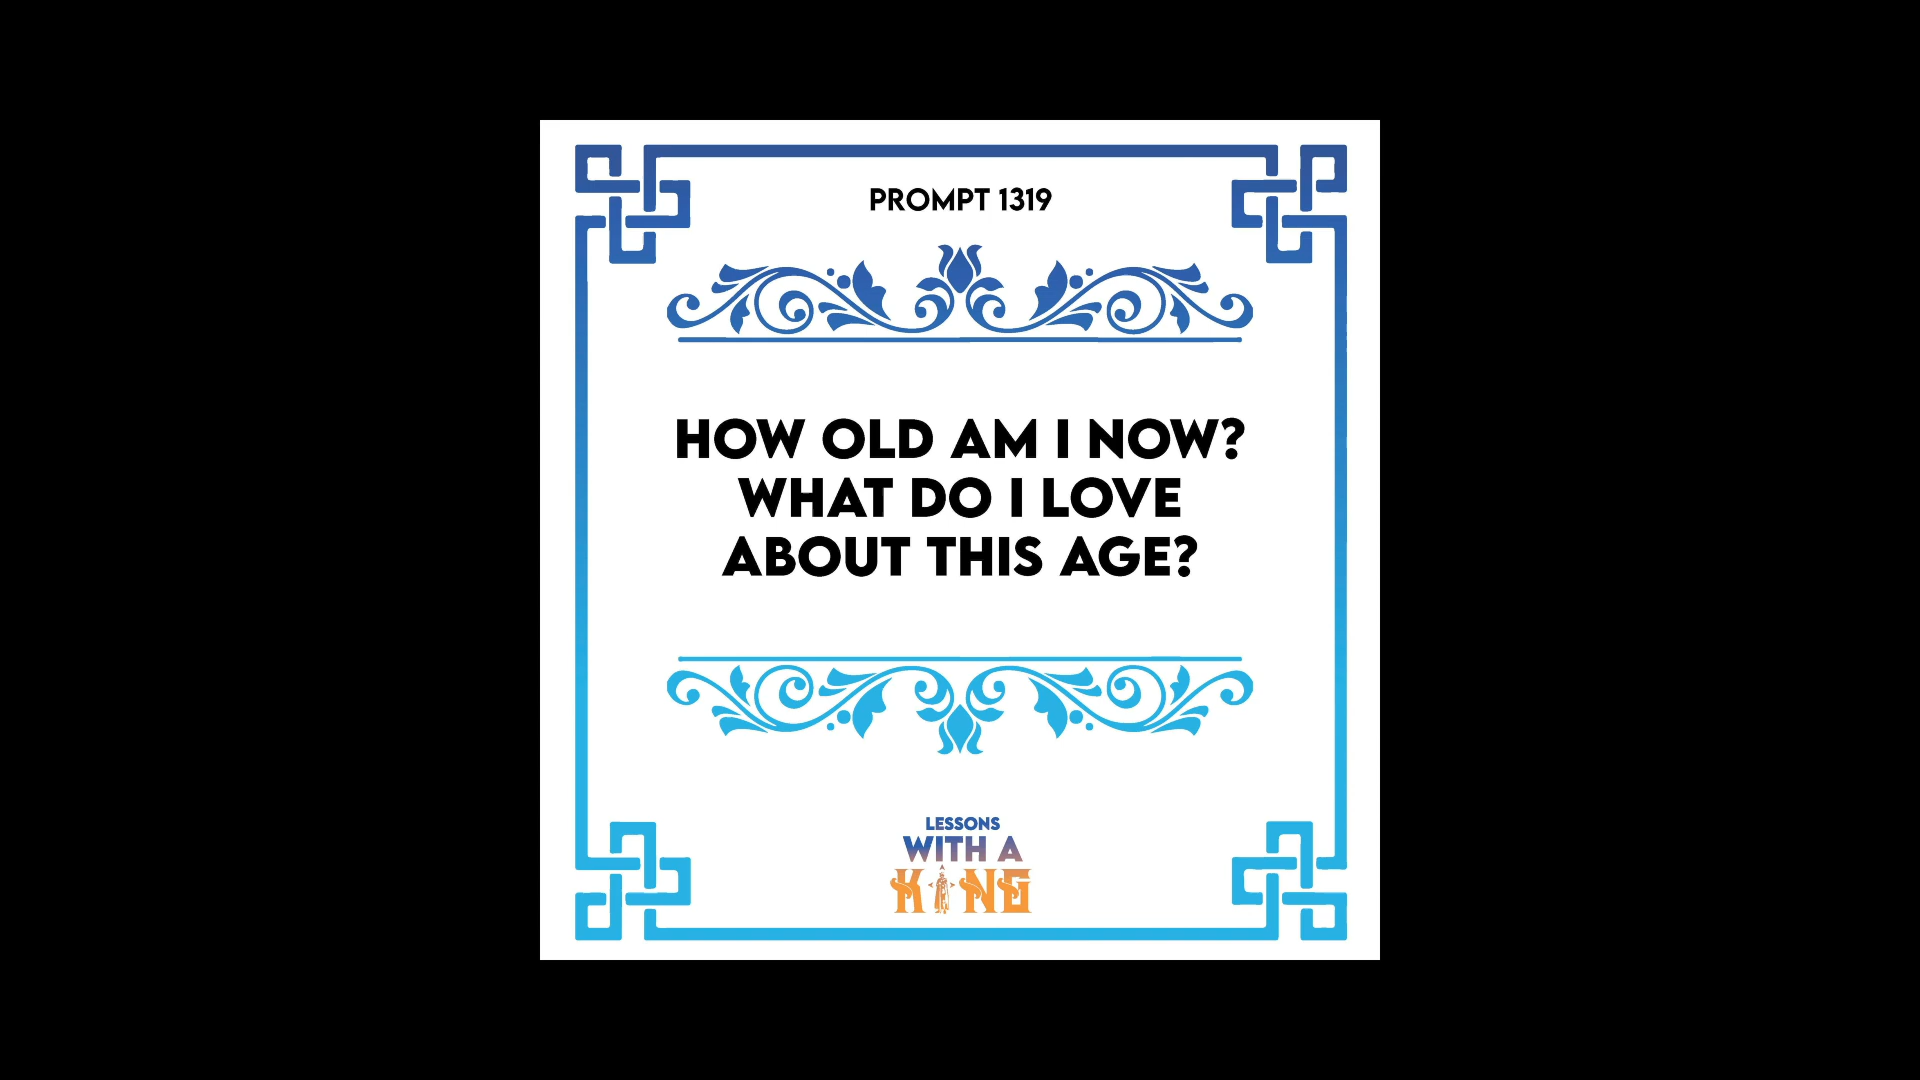 PROMPT 1319
HOW OLD AM I NOW?
WHAT DO I LOVE
ABOUT THIS AGE?
LESSONS
WITH A
KING